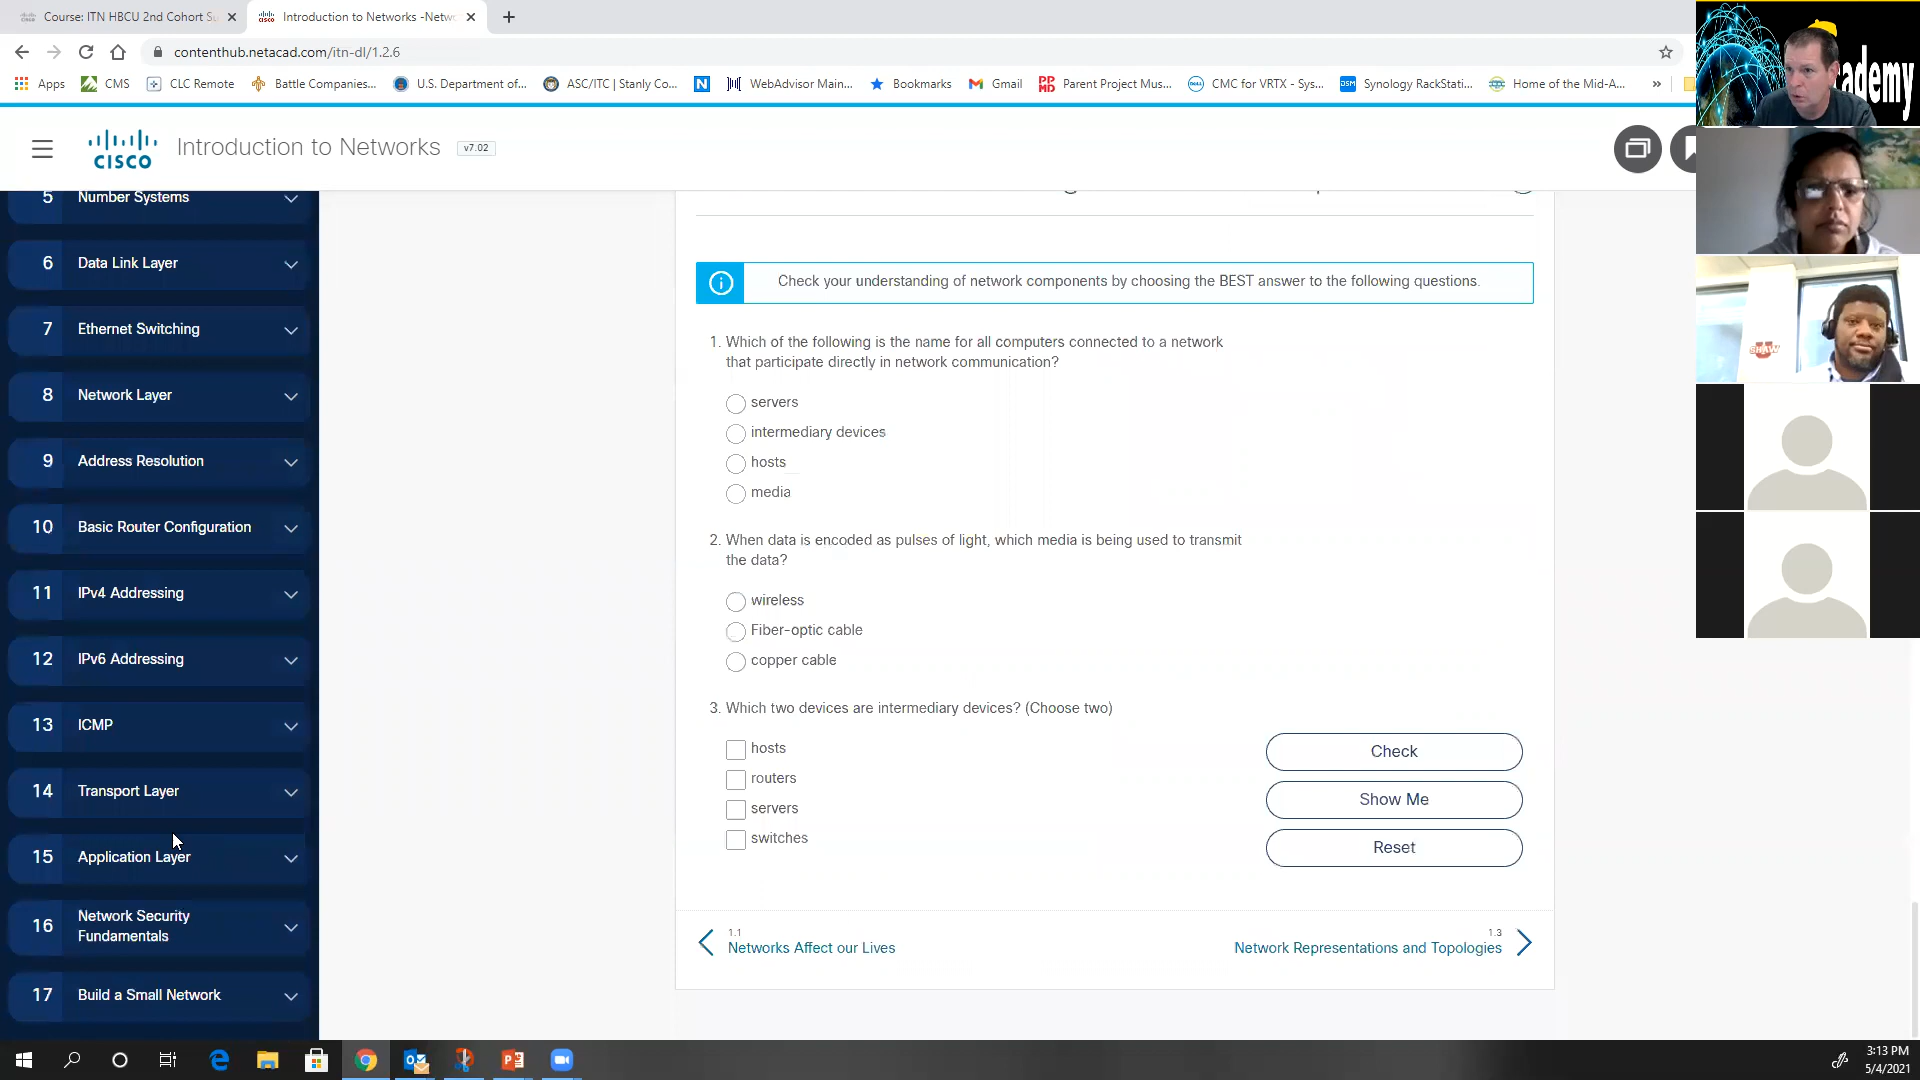 Course: ITN HBCU 2nd Cohort Su
Introduction to Networks -Netwo
contenthub.netacad.com/itn-dl/1.2.6
Apps
CMS
CLC Remote
Battle Companies...
U.S. Department of...
ASC/ITC | Stanly Co...
WebAdvisor Main...
Bookmarks
Gmail
Parent Project Mus...
CMC for VRTX - Sys...
Synology RackStati...
Home of the Mid-A...
»
ademy
CISCO
Introduction to Networks
v7.02
5 Number Systems
6 Data Link Layer
7 Ethernet Switching
8 Network Layer
9 Address Resolution
10 Basic Router Configuration
11 IPv4 Addressing
12 IPv6 Addressing
13 ICMP
14 Transport Layer
15 Application Layer
16 Network Security
Fundamentals
17 Build a Small Network
Check your understanding of network components by choosing the BEST answer to the following questions.
1. Which of the following is the name for all computers connected to a network
that participate directly in network communication?
servers
intermediary devices
hosts
media
2. When data is encoded as pulses of light, which media is being used to transmit
the data?
wireless
Fiber-optic cable
copper cable
3. Which two devices are intermediary devices? (Choose two)
hosts
routers
servers
switches
Check
Show Me
Reset
1.1
Networks Affect our Lives
1.3
Network Representations and Topologies
SHAW
3:13 PM
5/4/2021